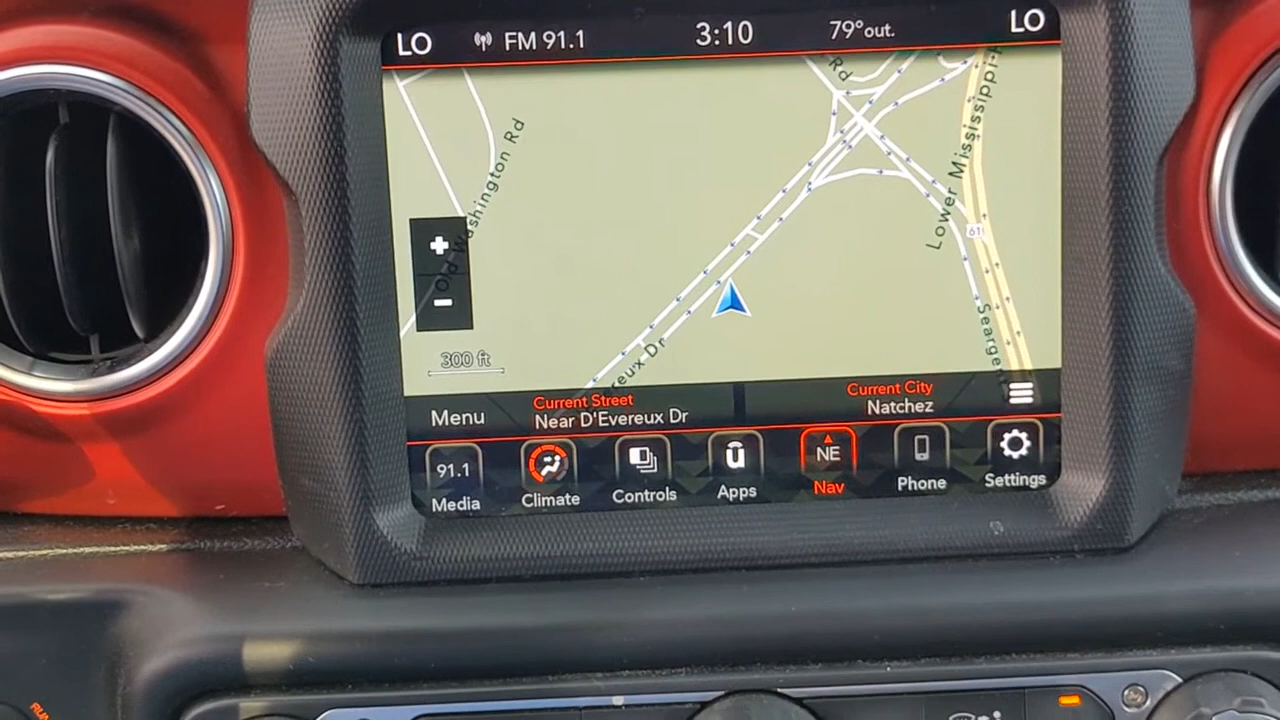 LO FM 91.1 3:10 79°out. LO
Rd
Old Washington Rd
Lower Mississippi
61
+
-
300 ft
Dr
Menu
Current Street
Near D'Evereux Dr
Current City
Natchez
91.1
Media
Climate
Controls
Apps
NE
Nav
Phone
Settings